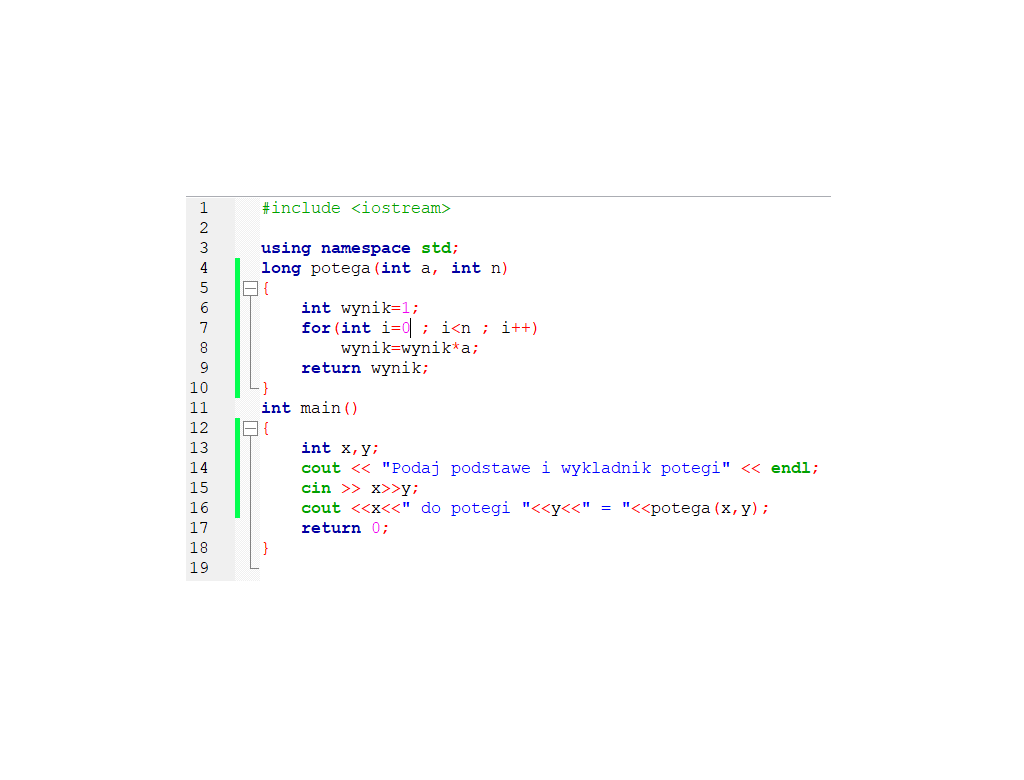 1 #include <iostream>
2
3 using namespace std;
4 long potega(int a, int n)
5 {
6 int wynik=1;
7 for(int i=0 ; i<n ; i++)
8 wynik=wynik*a;
9 return wynik;
10 }
11 int main()
12 {
13 int x,y;
14 cout << "Podaj podstawe i wykladnik potegi" << endl;
15 cin >> x>>y;
16 cout <<x<<" do potegi "<<y<<" = "<<potega(x,y);
17 return 0;
18 }
19